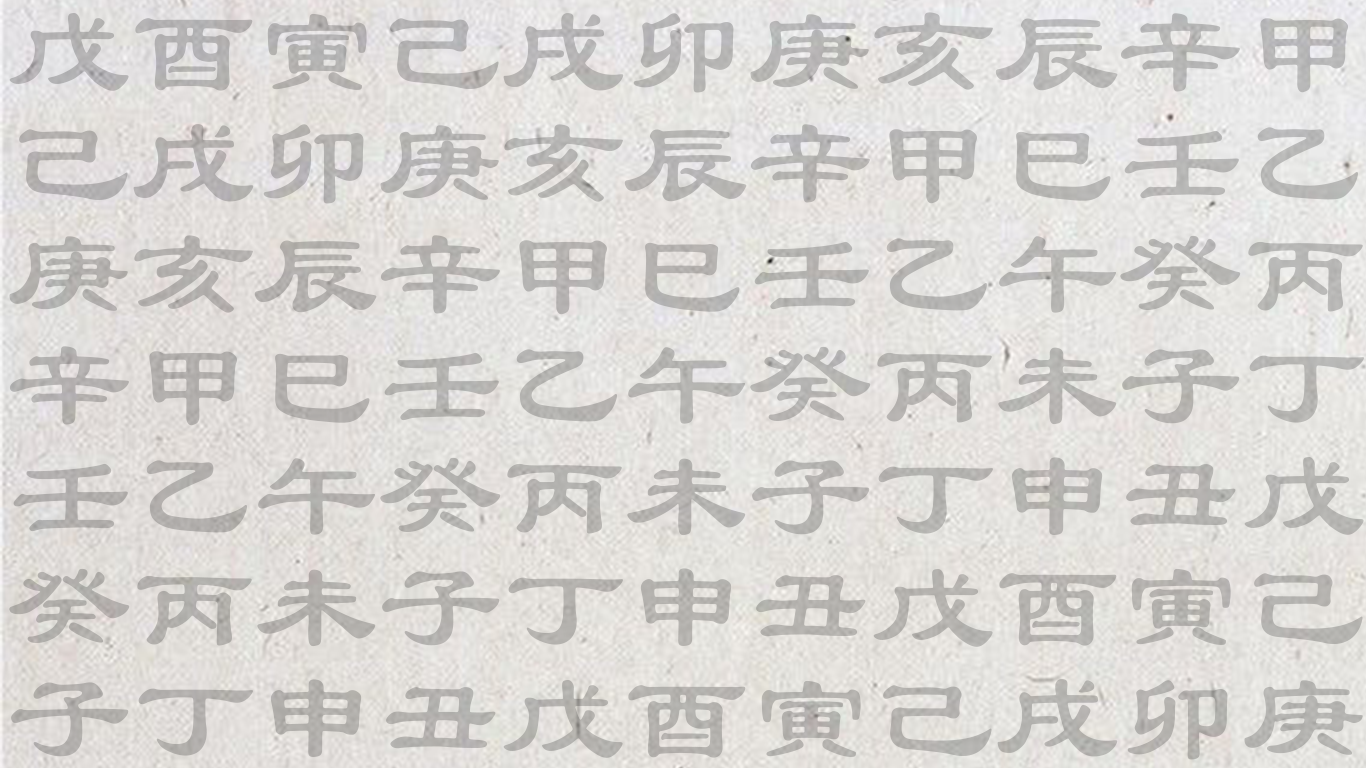 戊酉寅己戌卯庚亥辰辛甲
己戌卯庚亥辰辛甲巳壬乙
庚亥辰辛甲巳壬乙午癸丙
辛甲巳壬乙午癸丙未子丁
壬乙午癸丙未子丁申丑戊
癸丙未子丁申丑戊酉寅己
子丁申丑戊酉寅己戌卯庚